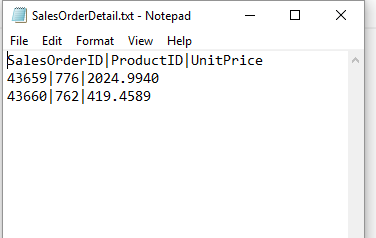 SalesOrderDetail.txt - Notepad
File Edit Format View Help
SalesOrderID|ProductID|UnitPrice
43659|776|2024.9940
43660|762|419.4589